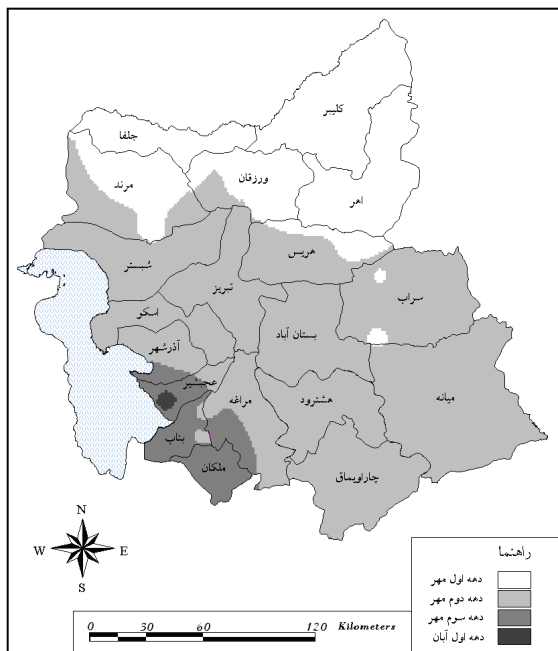 کلیبر
جلفا
مرند
ورزقان
اهر
هریس
شبستر
تبریز
سراب
اسکو
بستان آباد
آذرشهر
عجبشیر
مراغه
هشترود
میانه
بناب
ملکان
چاراویماق
N
W E
S
راهنما
دهه اول مهر
دهه دوم مهر
دهه سوم مهر
دهه اول آبان
0 30 60 120 Kilometers